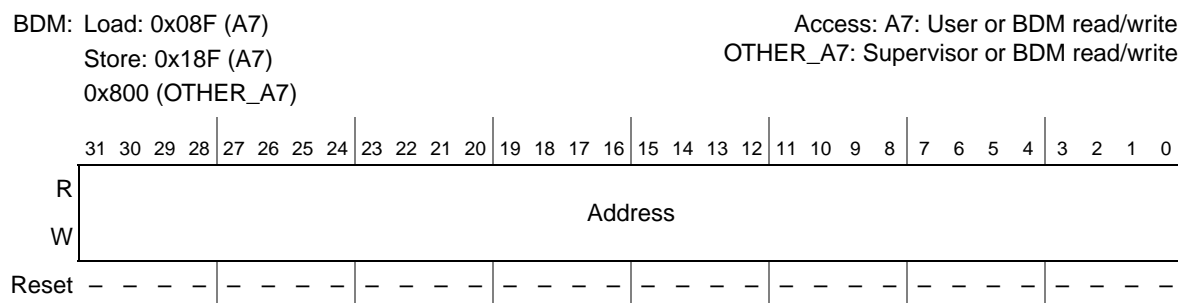 BDM: Load: 0x08F (A7)
Store: 0x18F (A7)
0x800 (OTHER_A7)
Access: A7: User or BDM read/write
OTHER_A7: Supervisor or BDM read/write
31 30 29 28 27 26 25 24 23 22 21 20 19 18 17 16 15 14 13 12 11 10 9 8 7 6 5 4 3 2 1 0
R
Address
W
Reset – – – – – – – – – – – – – – – – – – – – – – – – – – – – – – – –